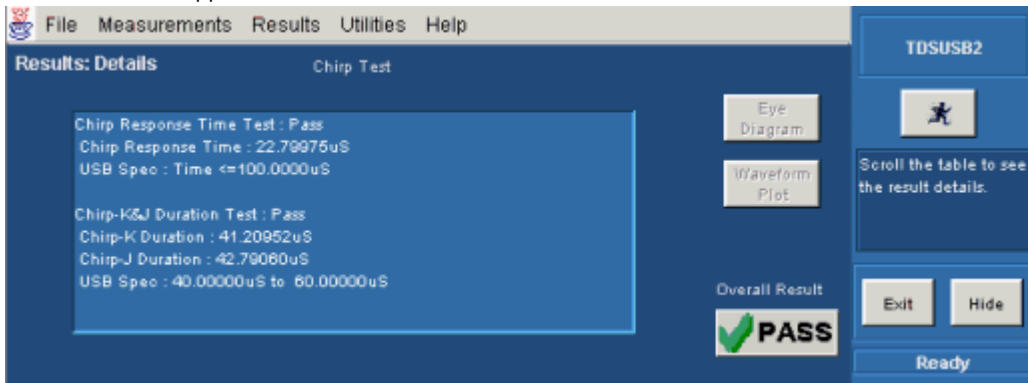 File Measurements Results Utilities Help
Results: Details
Chirp Test
Chirp Response Time Test : Pass
Chirp Response Time : 22.79975uS
USB Spec : Time <=100.0000uS
Chirp-K&J Duration Test : Pass
Chirp-K Duration : 41.20952uS
Chirp-J Duration : 42.79060uS
USB Spec : 40.00000uS to 60.00000uS
Eye
Diagram
Waveform
Plot
Overall Result
PASS
TDSUSB2
Scroll the table to see
the result details.
Exit
Hide
Ready